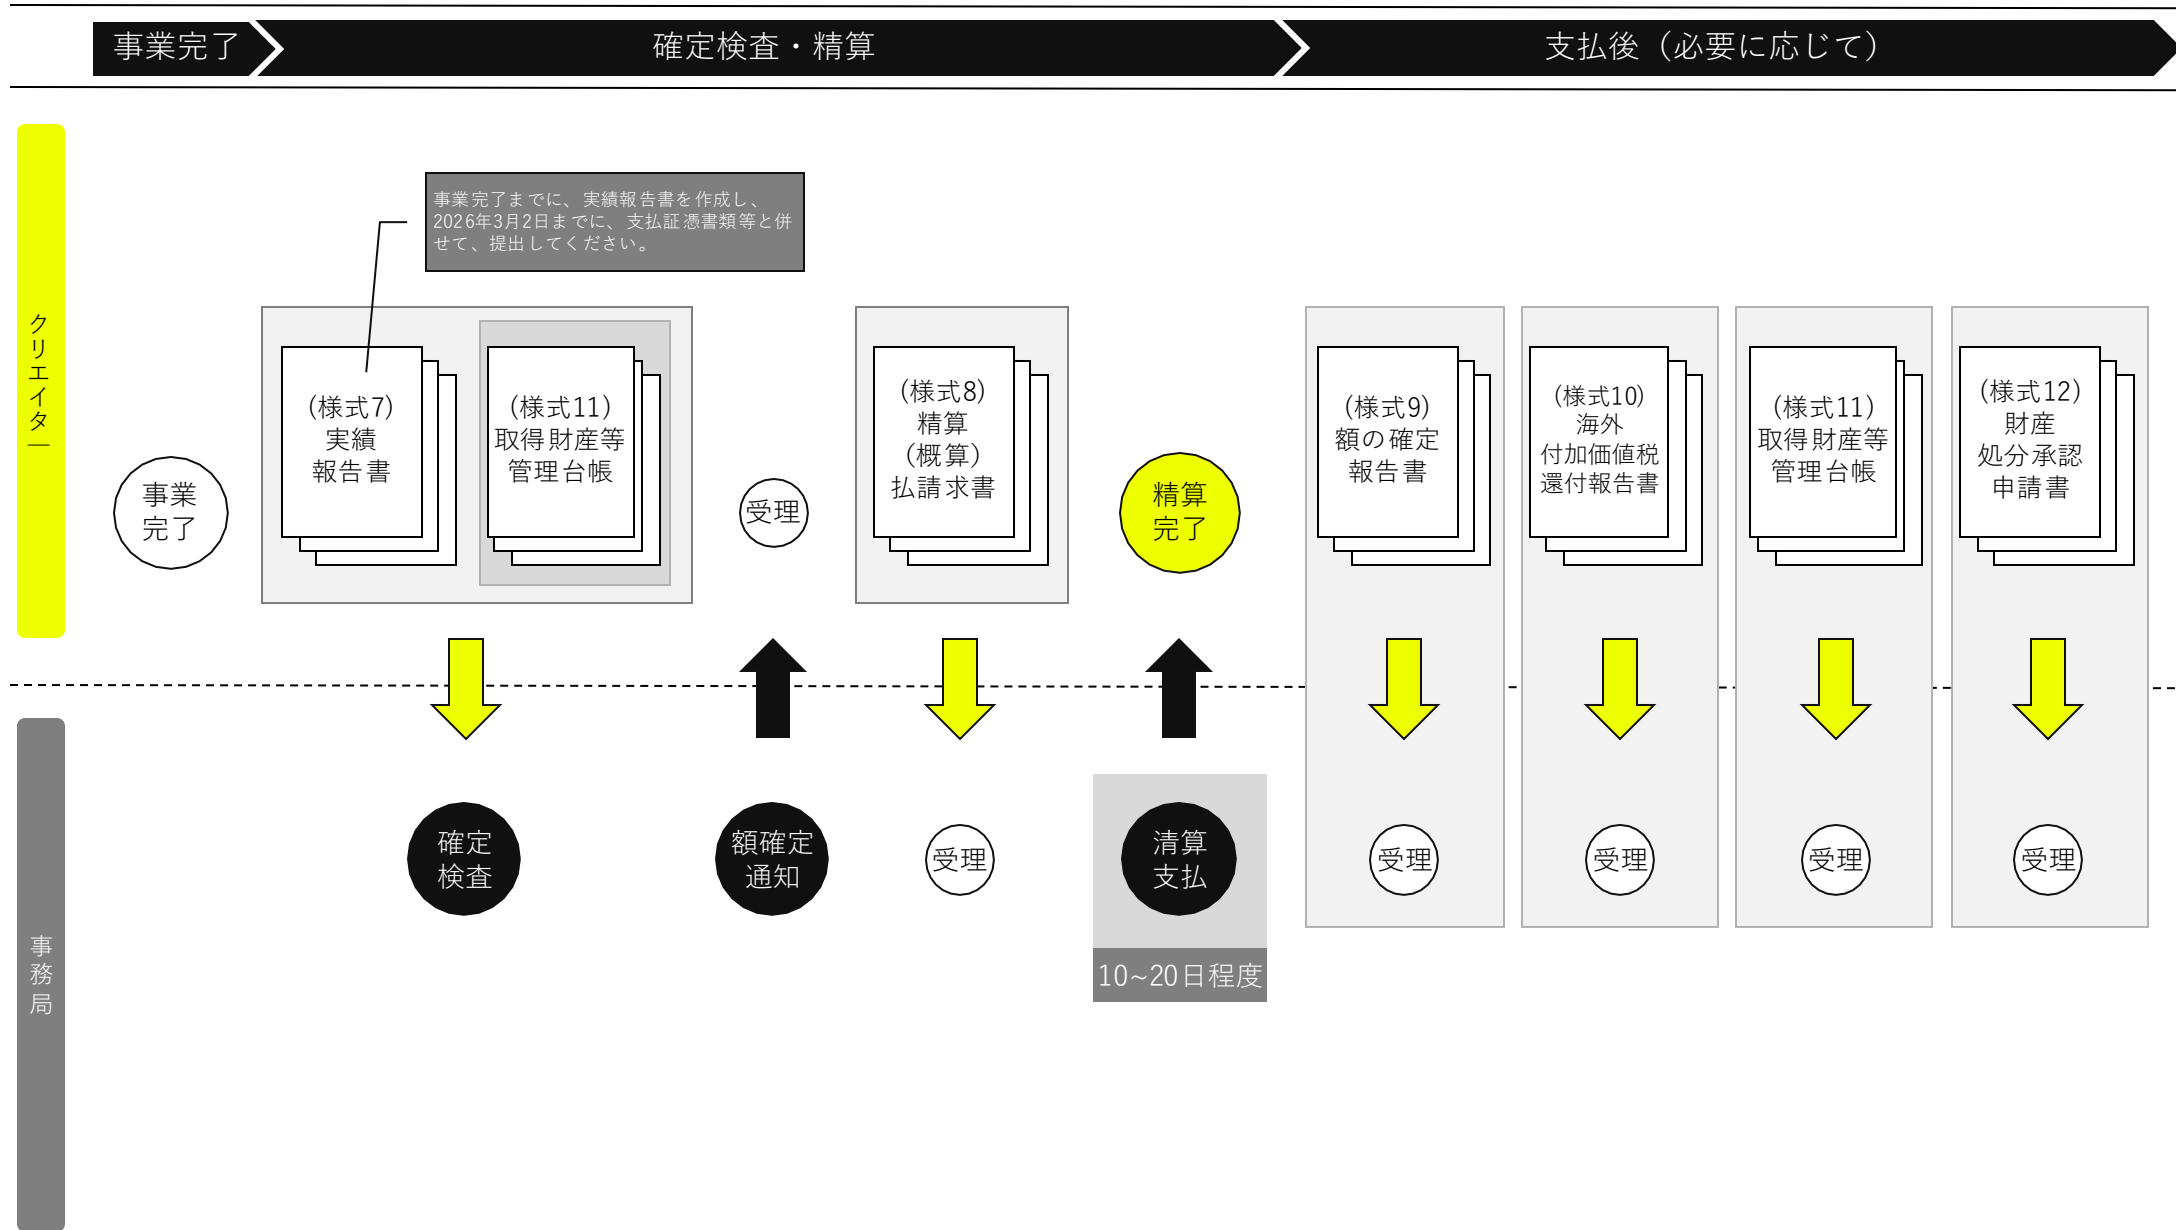 事業完了
確定検査・精算
支払後（必要に応じて）
クリエイター
事業完了までに、実績報告書を作成し、
2026年3月2日までに、支払証憑書類等と併
せて、提出してください。
事業
完了
（様式7）
実績
報告書
（様式11）
取得財産等
管理台帳
受理
（様式8）
精算
（概算）
払請求書
精算
完了
（様式9）
額の確定
報告書
（様式10）
海外
付加価値税
還付報告書
（様式11）
取得財産等
管理台帳
（様式12）
財産
処分承認
申請書
事務局
確定
検査
額確定
通知
受理
清算
支払
10~20日程度
受理
受理
受理
受理